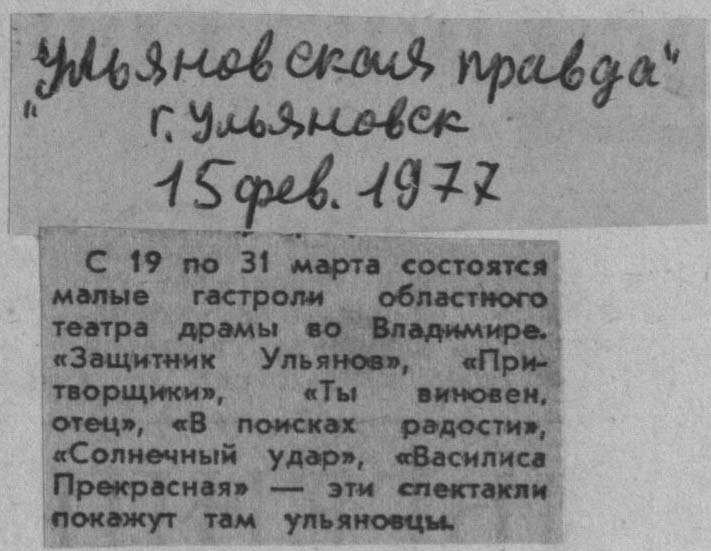 "Ульяновская правда"
г. Ульяновск
15 фев. 1977
С 19 по 31 марта состоятся
малые гастроли областного
театра драмы во Владимире.
«Защитник Ульянов», «При-
творщики», «Ты виновен,
отец», «В поисках радости»,
«Солнечный удар», «Василиса
Прекрасная» — эти спектакли
покажут там ульяновцы.